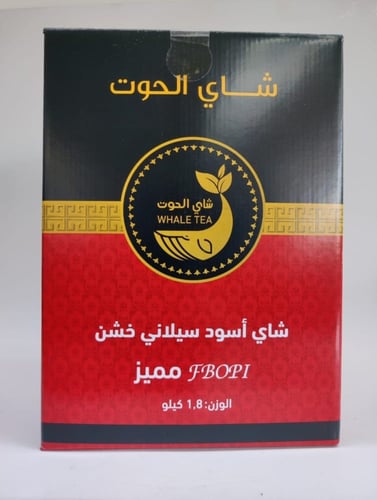 شاي الحوت
شاي الحوت
WHALE TEA
شاي أسود سيلاني خشن
FBOPI مميز
الوزن: 1,8 كيلو